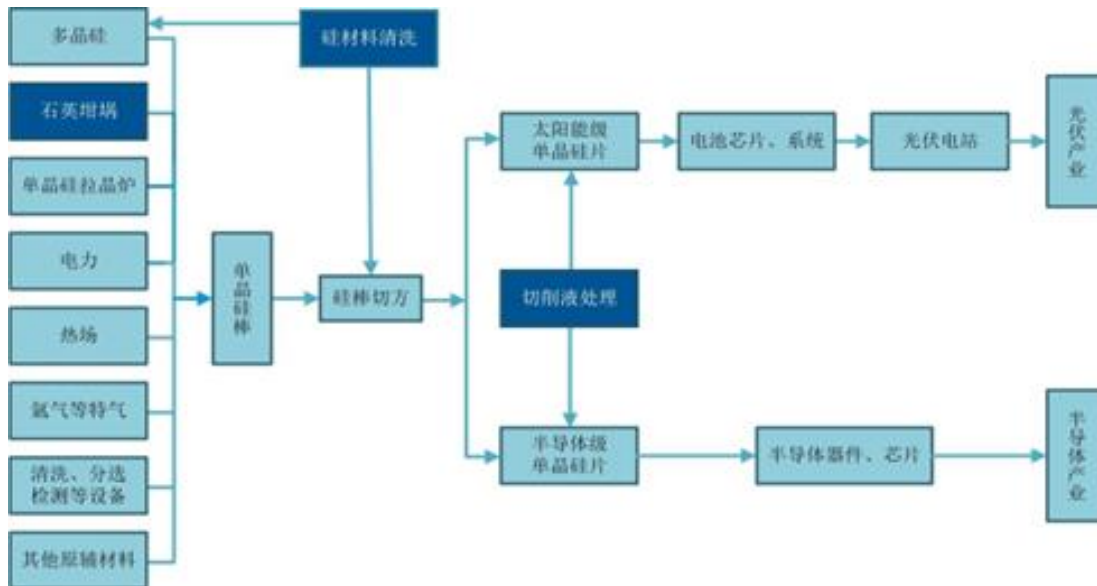 多晶硅
硅材料清洗
石英坩埚
太阳能级
单晶硅片
电池芯片、系统
光伏电站
光伏产业
单晶硅拉晶炉
电力
单晶硅棒
硅棒切方
切削液处理
热场
氩气等特气
半导体级
单晶硅片
半导体器件、芯片
半导体产业
清洗、分选
检测等设备
其他原辅材料